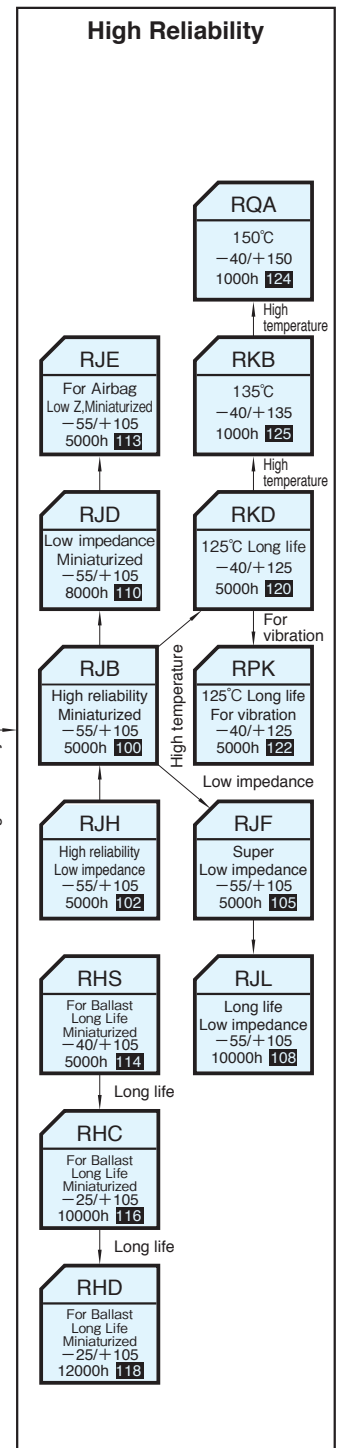 High Reliability
RQA
150℃
−40/+150
1000h 124
High
temperature
RJE
For Airbag
Low Z,Miniaturized
−55/+105
5000h 113
RKB
135℃
−40/+135
1000h 125
High
temperature
RJD
Low impedance
Miniaturized
−55/+105
8000h 110
RKD
125℃ Long life
−40/+125
5000h 120
For
vibration
High temperature
RJB
High reliability
Miniaturized
−55/+105
5000h 100
RPK
125℃ Long life
For vibration
−40/+125
5000h 122
Low impedance
RJH
High reliability
Low impedance
−55/+105
5000h 102
RJF
Super
Low impedance
−55/+105
5000h 105
RHS
For Ballast
Long Life
Miniaturized
−40/+105
5000h 114
RJL
Long life
Low impedance
−55/+105
10000h 108
Long life
RHC
For Ballast
Long Life
Miniaturized
−25/+105
10000h 116
Long life
RHD
For Ballast
Long Life
Miniaturized
−25/+105
12000h 118